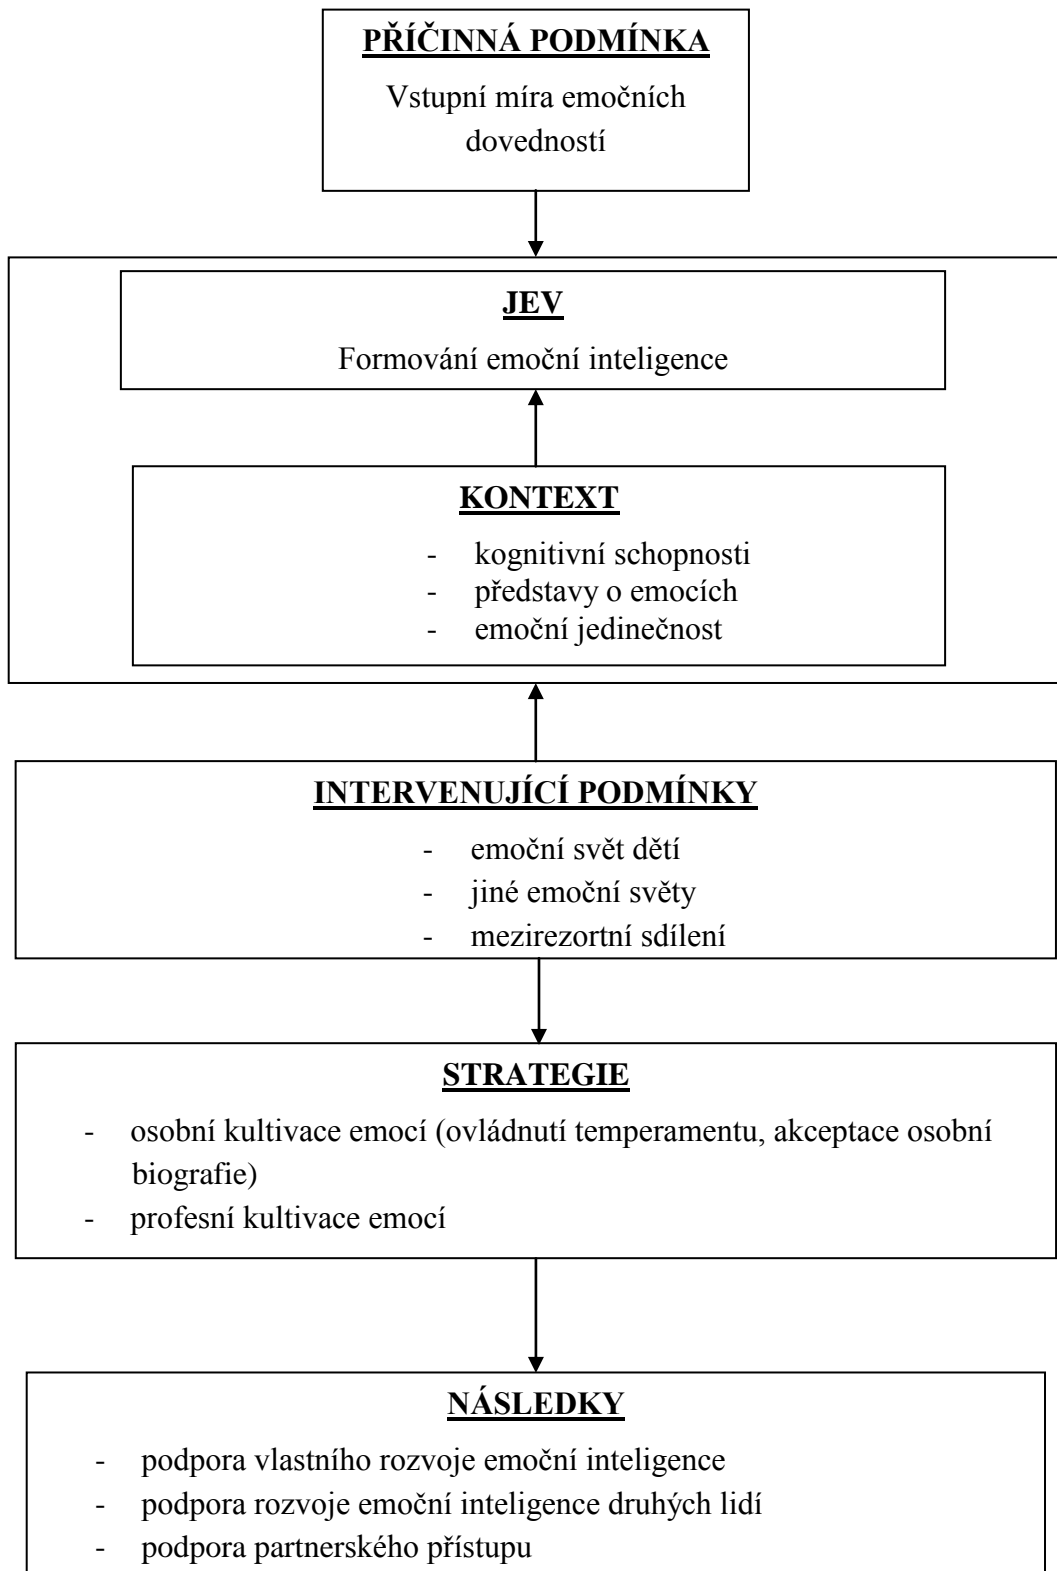 PŘÍČINNÁ PODMÍNKA
Vstupní míra emočních
dovedností
JEV
Formování emoční inteligence
KONTEXT
- kognitivní schopnosti
- představy o emocích
- emoční jedinečnost
INTERVENUJÍCÍ PODMÍNKY
- emoční svět dětí
- jiné emoční světy
- mezirezortní sdílení
STRATEGIE
- osobní kultivace emocí (ovládnutí temperamentu, akceptace osobní
biografie)
- profesní kultivace emocí
NÁSLEDKY
- podpora vlastního rozvoje emoční inteligence
- podpora rozvoje emoční inteligence druhých lidí
- podpora partnerského přístupu